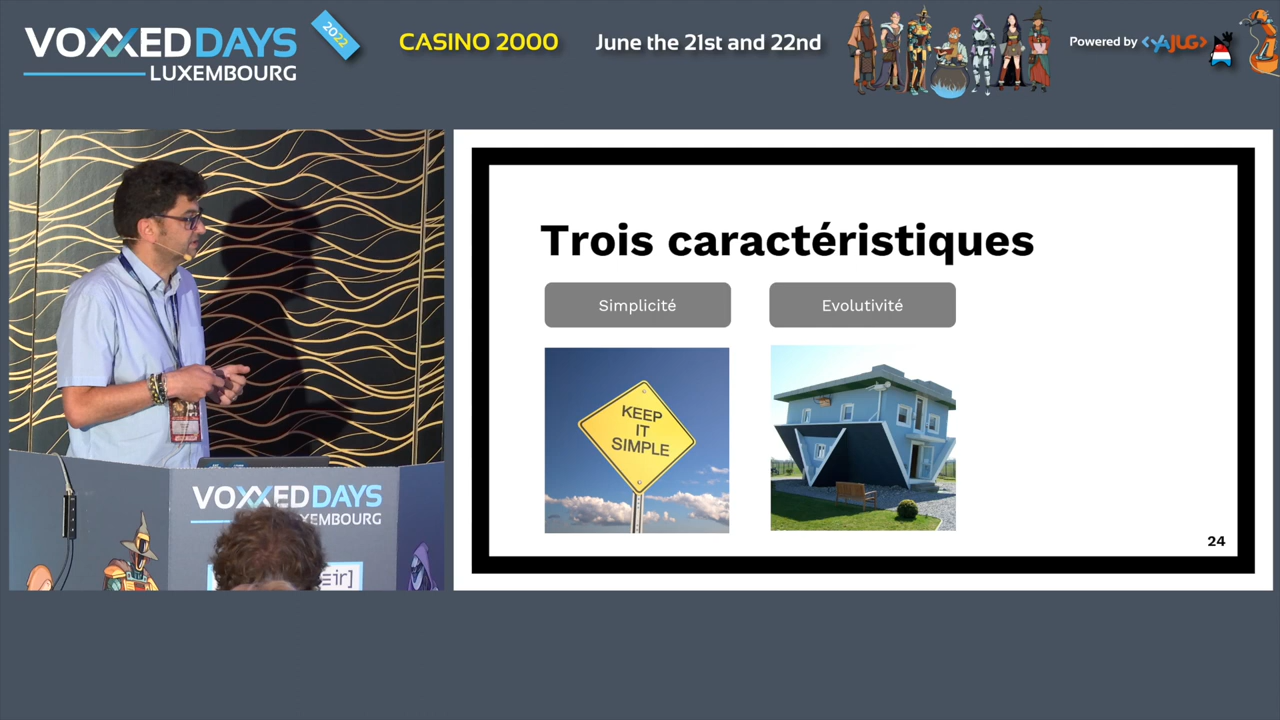 VOXXED DAYS
LUXEMBOURG
2022
CASINO 2000
June the 21st and 22nd
Powered by <YAJUG>
Trois caractéristiques
Simplicité
Evolutivité
KEEP
IT
SIMPLE
24
VOXXED DAYS